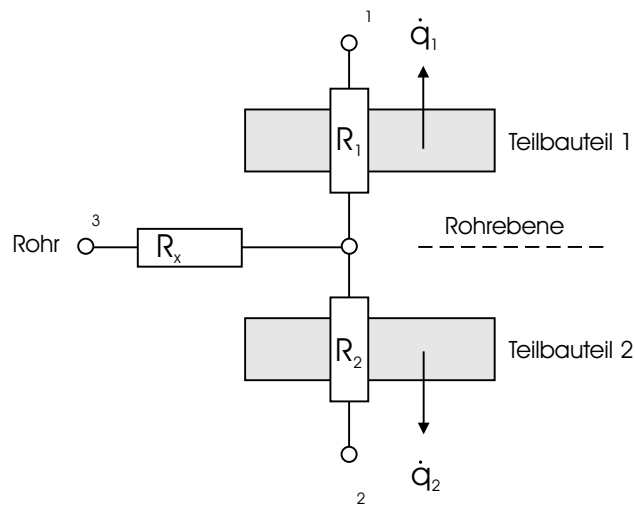 1
q̇₁
R₁
Teilbauteil 1
3
Rohr
Rₓ
Rohrebene
R₂
Teilbauteil 2
q̇₂
2